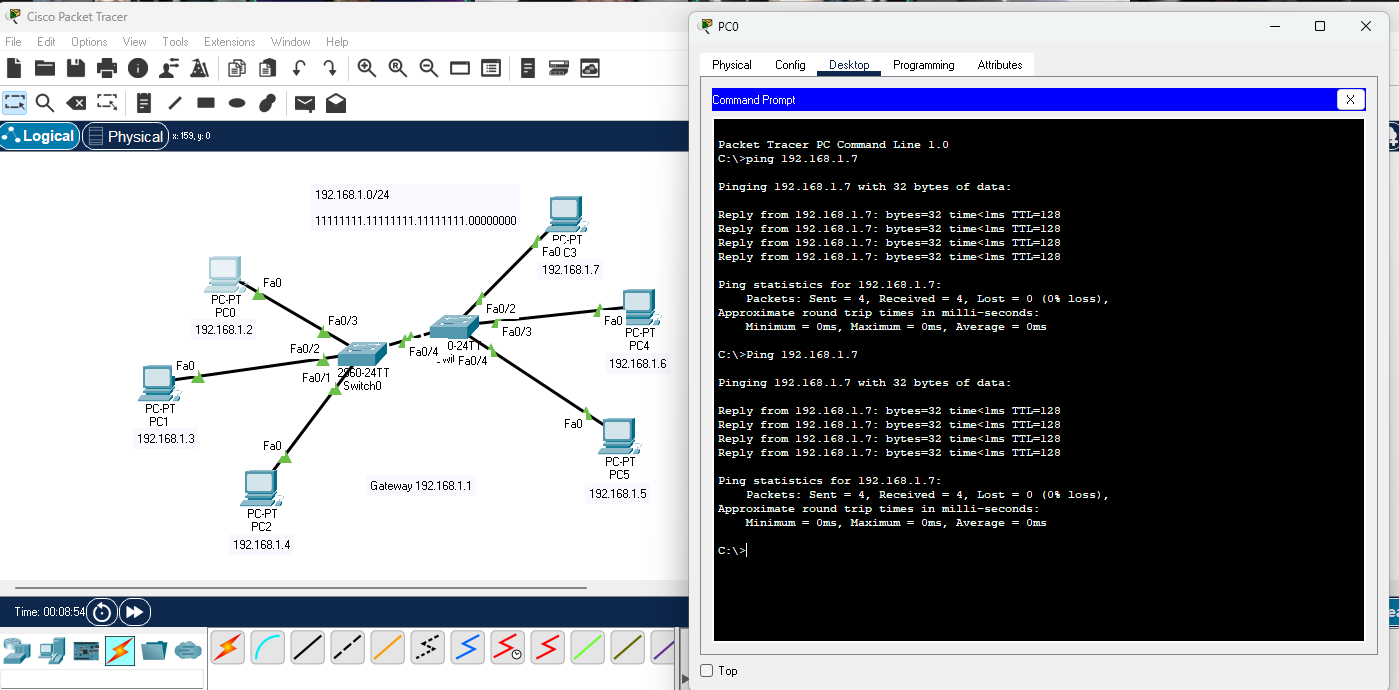 Cisco Packet Tracer
File Edit Options View Tools Extensions Window Help
Logical Physical x: 159, y: 0
192.168.1.0/24
11111111.11111111.11111111.00000000
PC-PT
C3
Fa0
192.168.1.7
Fa0
PC-PT
PC0
192.168.1.2
Fa0/3
Fa0/2
Fa0/1
2960-24TT
Switch0
Fa0/4
Fa0/2
Fa0/3
0-24TT
Fa0/4
Fa0
PC-PT
PC4
192.168.1.6
Fa0
PC-PT
PC1
192.168.1.3
Fa0
PC-PT
PC5
192.168.1.5
Fa0
PC-PT
PC2
192.168.1.4
Gateway 192.168.1.1
Time: 00:08:54
PC0
Physical Config Desktop Programming Attributes
Command Prompt
X
Packet Tracer PC Command Line 1.0
C:\>ping 192.168.1.7
Pinging 192.168.1.7 with 32 bytes of data:
Reply from 192.168.1.7: bytes=32 time<1ms TTL=128
Reply from 192.168.1.7: bytes=32 time<1ms TTL=128
Reply from 192.168.1.7: bytes=32 time<1ms TTL=128
Reply from 192.168.1.7: bytes=32 time<1ms TTL=128
Ping statistics for 192.168.1.7:
Packets: Sent = 4, Received = 4, Lost = 0 (0% loss),
Approximate round trip times in milli-seconds:
Minimum = 0ms, Maximum = 0ms, Average = 0ms
C:\>Ping 192.168.1.7
Pinging 192.168.1.7 with 32 bytes of data:
Reply from 192.168.1.7: bytes=32 time<1ms TTL=128
Reply from 192.168.1.7: bytes=32 time<1ms TTL=128
Reply from 192.168.1.7: bytes=32 time<1ms TTL=128
Reply from 192.168.1.7: bytes=32 time<1ms TTL=128
Ping statistics for 192.168.1.7:
Packets: Sent = 4, Received = 4, Lost = 0 (0% loss),
Approximate round trip times in milli-seconds:
Minimum = 0ms, Maximum = 0ms, Average = 0ms
C:\>
Top